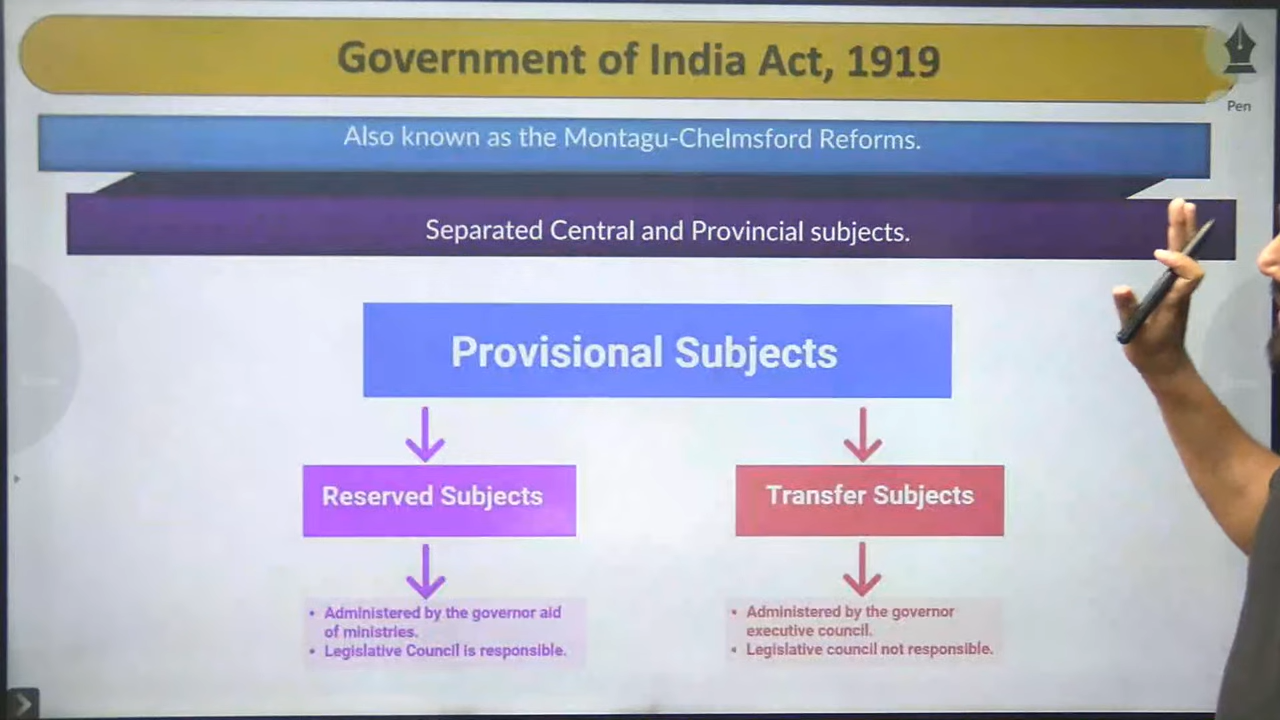 Government of India Act, 1919
Pen
Also known as the Montagu-Chelmsford Reforms.
Separated Central and Provincial subjects.
Provisional Subjects
Reserved Subjects
Transfer Subjects
• Administered by the governor aid
of ministries.
• Legislative Council is responsible.
• Administered by the governor
executive council.
• Legislative council not responsible.